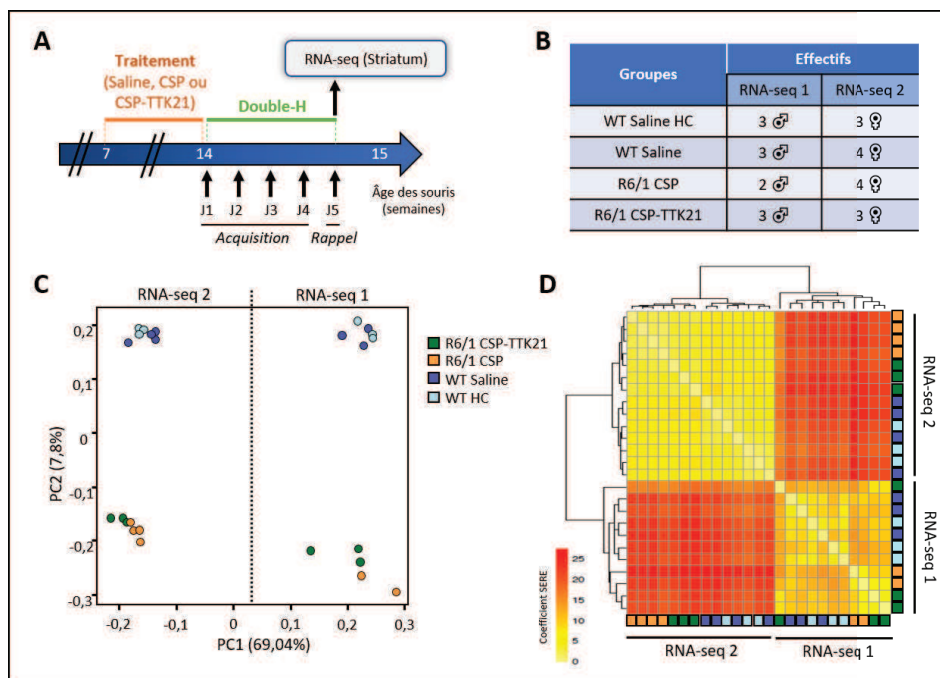 A
RNA-seq (Striatum)
Traitement
(Saline, CSP ou
CSP-TTK21)
Double-H
7
14
15
J1
J2
J3
J4
J5
Âge des souris
(semaines)
Acquisition
Rappel
B
Groupes
Effectifs
RNA-seq 1
RNA-seq 2
WT Saline HC
3 ♂
3 ♀
WT Saline
3 ♂
4 ♀
R6/1 CSP
2 ♂
4 ♀
R6/1 CSP-TTK21
3 ♂
3 ♀
C
RNA-seq 2
RNA-seq 1
0,2
0,1
0
-0,1
-0,2
-0,3
PC2 (7,8%)
-0,2
-0,1
0
0,1
0,2
0,3
PC1 (69,04%)
R6/1 CSP-TTK21
R6/1 CSP
WT Saline
WT HC
D
RNA-seq 2
RNA-seq 1
Coefficient SERE
25
20
15
10
5
0
RNA-seq 2
RNA-seq 1